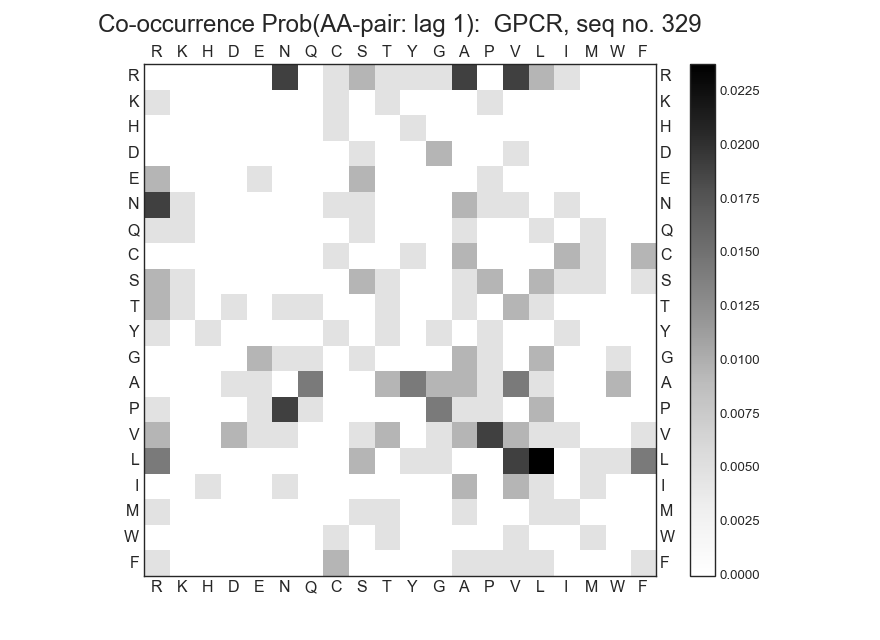 Co-occurrence Prob(AA-pair: lag 1):  GPCR, seq no. 329
R K H D E N Q C S T Y G A P V L I M W F
R R
K K
H H
D D
E E
N N
Q Q
C C
S S
T T
Y Y
G G
A A
P P
V V
L L
I I
M M
W W
F F
R K H D E N Q C S T Y G A P V L I M W F
0.0225
0.0200
0.0175
0.0150
0.0125
0.0100
0.0075
0.0050
0.0025
0.0000